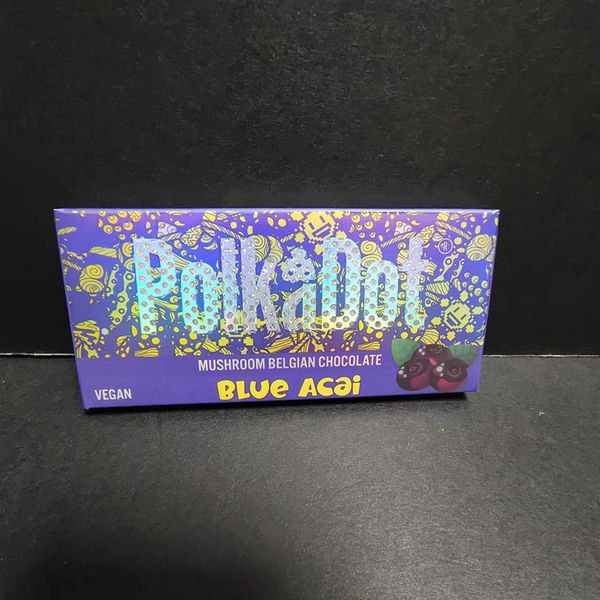 PolkaDot
MUSHROOM BELGIAN CHOCOLATE
BLUE ACAI
VEGAN